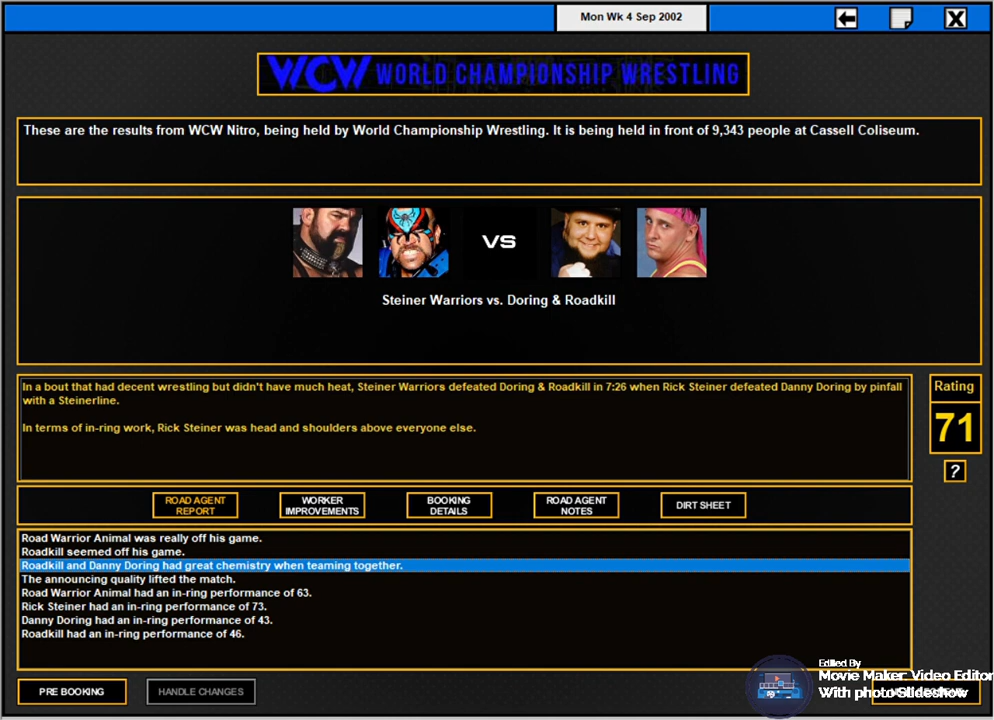 Mon Wk 4 Sep 2002
WCW WORLD CHAMPIONSHIP WRESTLING
These are the results from WCW Nitro, being held by World Championship Wrestling. It is being held in front of 9,343 people at Cassell Coliseum.
VS
Steiner Warriors vs. Doring & Roadkill
In a bout that had decent wrestling but didn't have much heat, Steiner Warriors defeated Doring & Roadkill in 7:26 when Rick Steiner defeated Danny Doring by pinfall
with a Steinerline.
In terms of in-ring work, Rick Steiner was head and shoulders above everyone else.
Rating
71
?
ROAD AGENT
REPORT
WORKER
IMPROVEMENTS
BOOKING
DETAILS
ROAD AGENT
NOTES
DIRT SHEET
Road Warrior Animal was really off his game.
Roadkill seemed off his game.
Roadkill and Danny Doring had great chemistry when teaming together.
The announcing quality lifted the match.
Road Warrior Animal had an in-ring performance of 63.
Rick Steiner had an in-ring performance of 73.
Danny Doring had an in-ring performance of 43.
Roadkill had an in-ring performance of 46.
PRE BOOKING
HANDLE CHANGES
Edited By
Movie Maker: Video Editor
With photo Slideshow